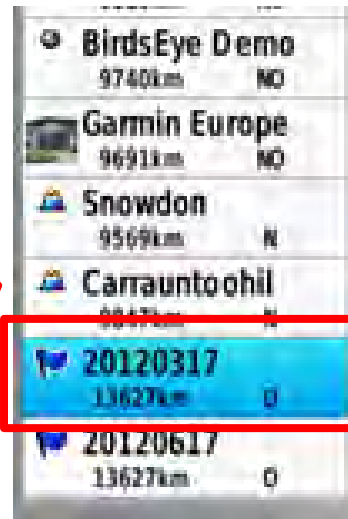 BirdsEye Demo
9740km NO
Garmin Europe
9691km NO
Snowdon
9569km N
Carrauntoohil
N
20120317
13627km O
20120617
13627km O